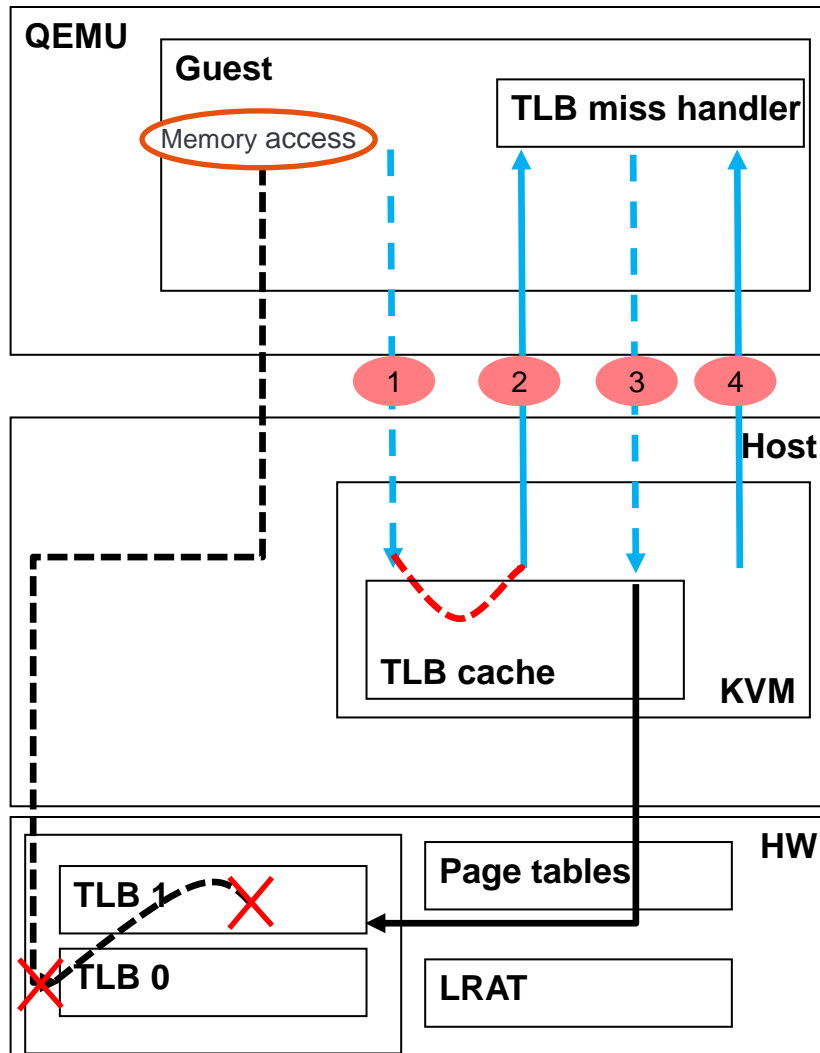 QEMU
Guest
TLB miss handler
Memory access
1
2
3
4
Host
TLB cache
KVM
HW
Page tables
TLB 1
TLB 0
LRAT